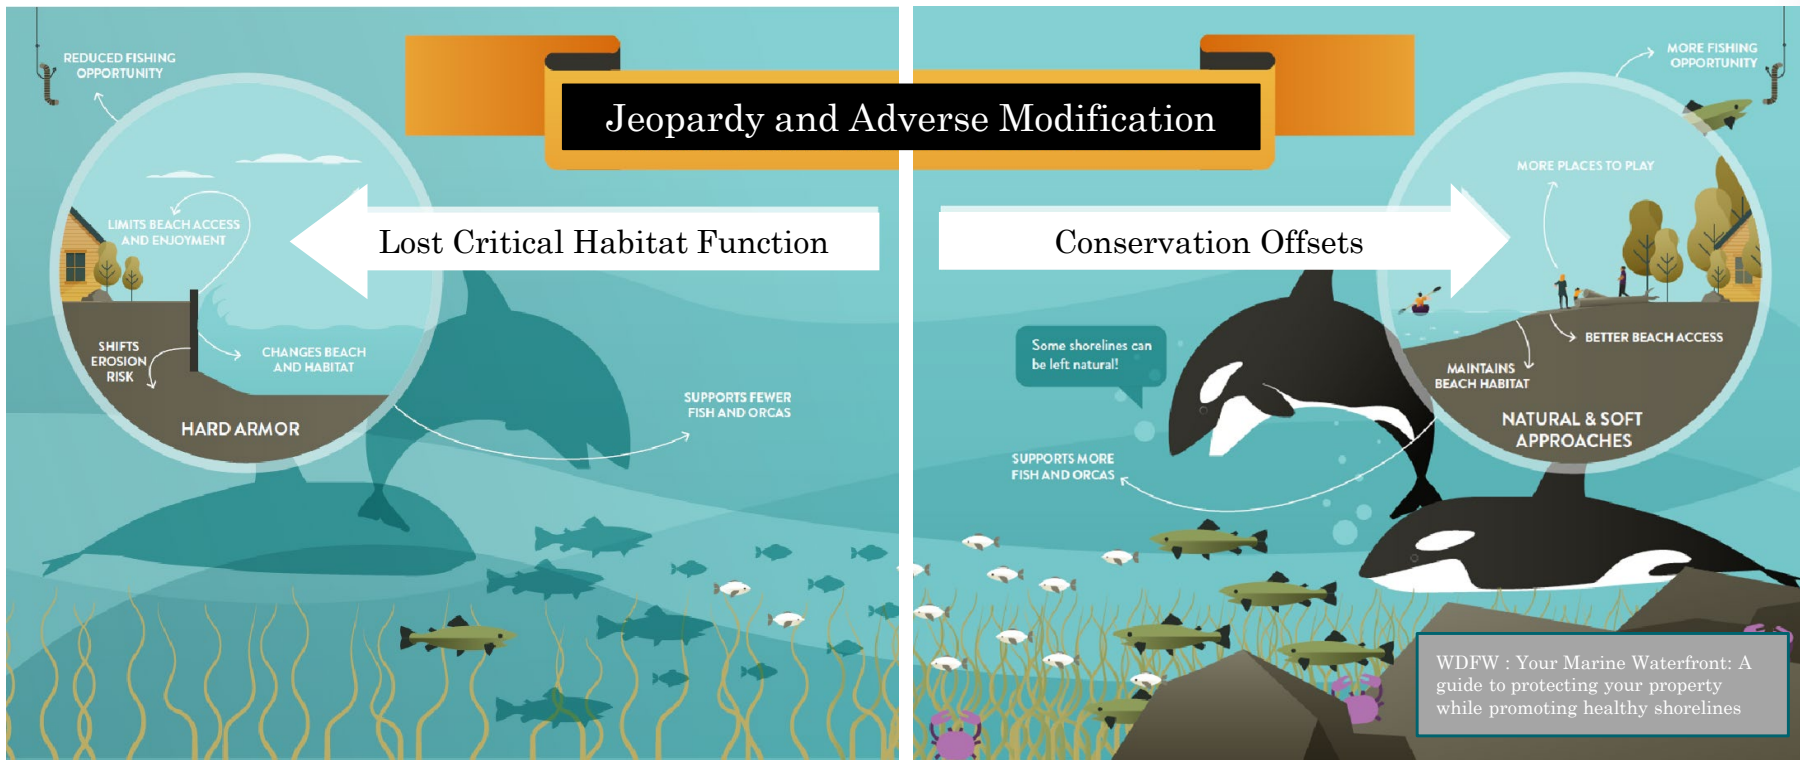 Jeopardy and Adverse Modification
REDUCED FISHING
OPPORTUNITY
LIMITS BEACH ACCESS
AND ENJOYMENT
Lost Critical Habitat Function
SHIFTS
EROSION
RISK
CHANGES BEACH
AND HABITAT
HARD ARMOR
SUPPORTS FEWER
FISH AND ORCAS
MORE FISHING
OPPORTUNITY
MORE PLACES TO PLAY
Conservation Offsets
Some shorelines can
be left natural!
BETTER BEACH ACCESS
MAINTAINS
BEACH HABITAT
NATURAL & SOFT
APPROACHES
SUPPORTS MORE
FISH AND ORCAS
WDFW : Your Marine Waterfront: A
guide to protecting your property
while promoting healthy shorelines